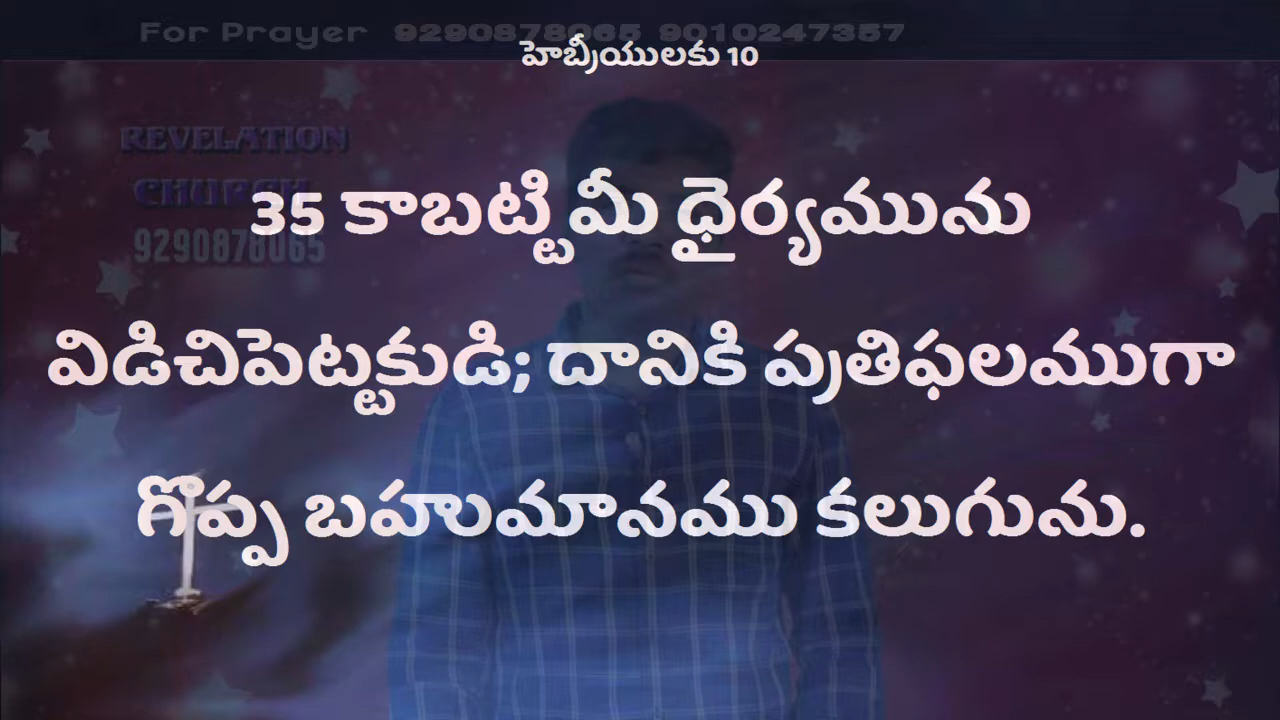 For Prayer 9290878065 9010247357
హెబ్రీయులకు 10
REVELATION
CHURCH
9290878065
35 కాబట్టి మీ ధైర్యమును
విడిచిపెట్టకుడి; దానికి ప్రతిఫలముగా
గొప్ప బహుమానము కలుగును.